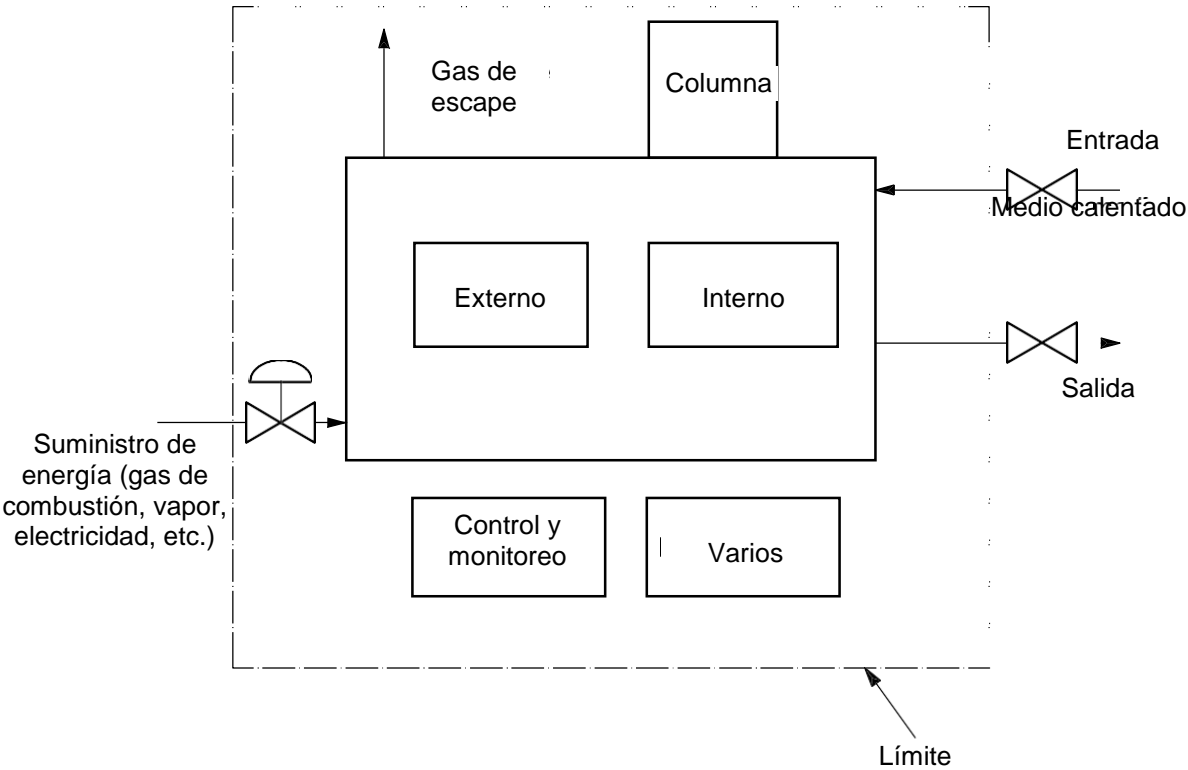 Gas de
escape
Columna
Entrada
Medio calentado
Externo
Interno
Salida
Suministro de
energía (gas de
combustión, vapor,
electricidad, etc.)
Control y
monitoreo
Varios
Límite